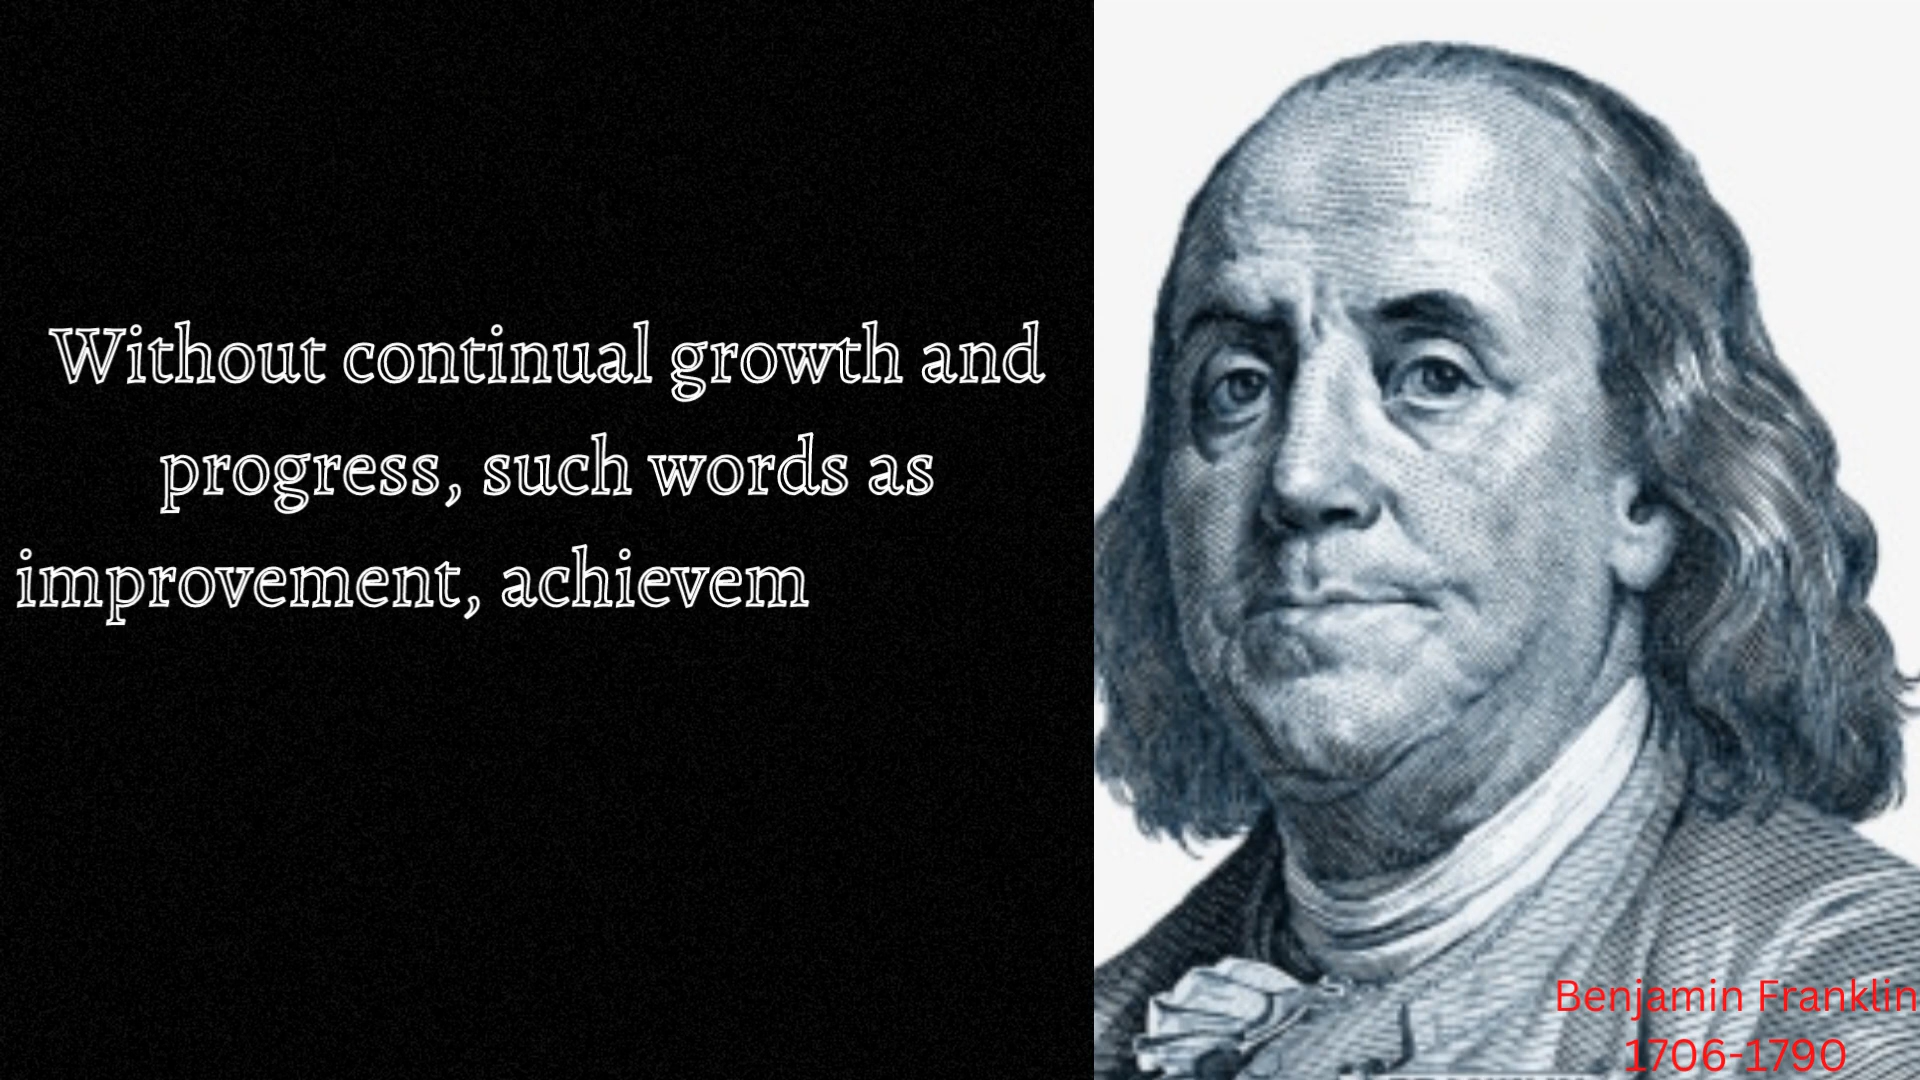 Without continual growth and
progress, such words as
improvement, achievem
Benjamin Franklin
1706-1790